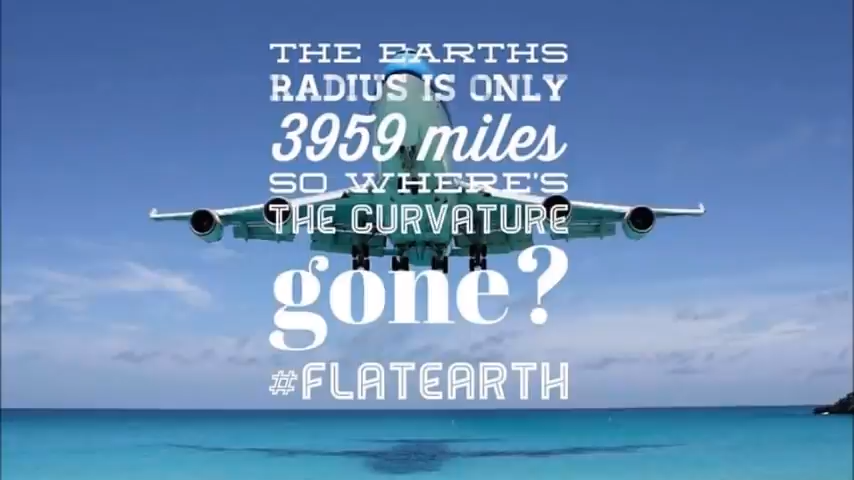 THE EARTHS
RADIUS IS ONLY
3959 miles
SO WHERE'S
THE CURVATURE
gone?
#FLATEARTH